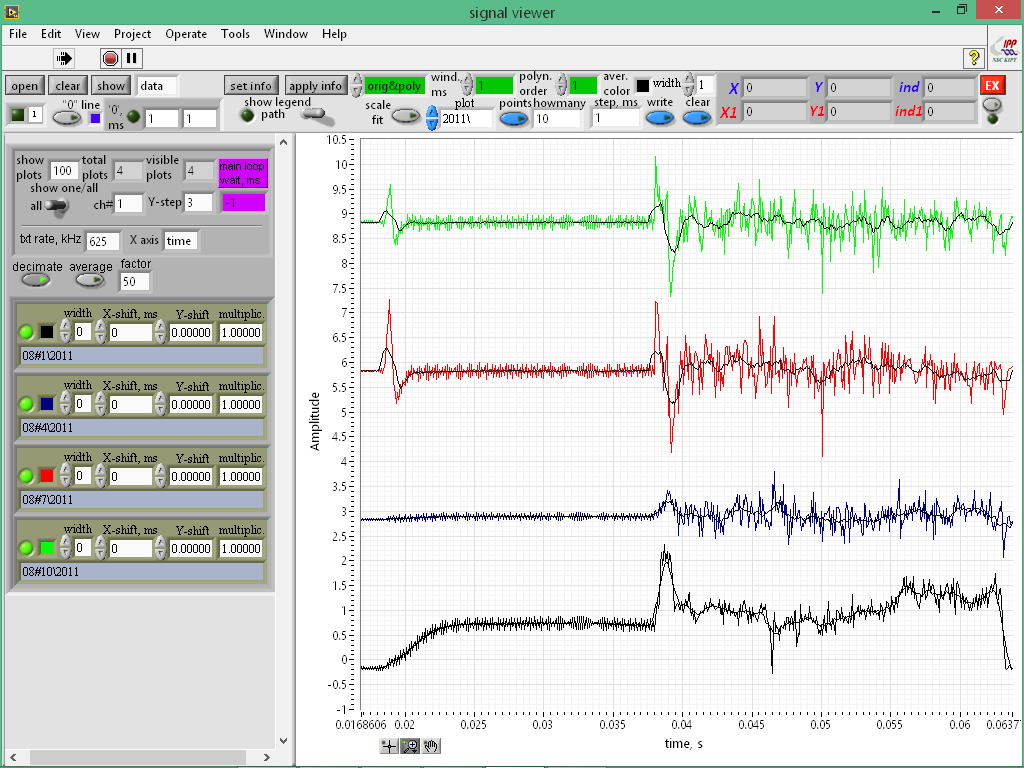 signal viewer
File Edit View Project Operate Tools Window Help
?
IPP
NSC KIPT
open clear show data set info apply info orig&poly wind., ms 1 polyn. order 1 aver. color width 1 X 0 Y 0 ind 0 EX
1 "0" line '0', ms 1 1 show legend path scale fit plot 2011\ points howmany 10 step, ms 1 write clear X1 0 Y1 0 ind1 0
show plots 100 total plots 4 visible plots 4 main loop wait, ms
show one/all
all ch# 1 Y-step 3 -1
txt rate, kHz 625 X axis time
decimate average factor
50
width X-shift, ms Y-shift multiplic.
0 0 0.00000 1.00000
08#1\2011
width X-shift, ms Y-shift multiplic.
0 0 0.00000 1.00000
08#4\2011
width X-shift, ms Y-shift multiplic.
0 0 0.00000 1.00000
08#7\2011
width X-shift, ms Y-shift multiplic.
0 0 0.00000 1.00000
08#10\2011
10.5
10
9.5
9
8.5
8
7.5
7
6.5
6
5.5
5
4.5
4
3.5
3
2.5
2
1.5
1
0.5
0
-0.5
-1
Amplitude
0.0168606 0.02 0.025 0.03 0.035 0.04 0.045 0.05 0.055 0.06 0.0637
time, s